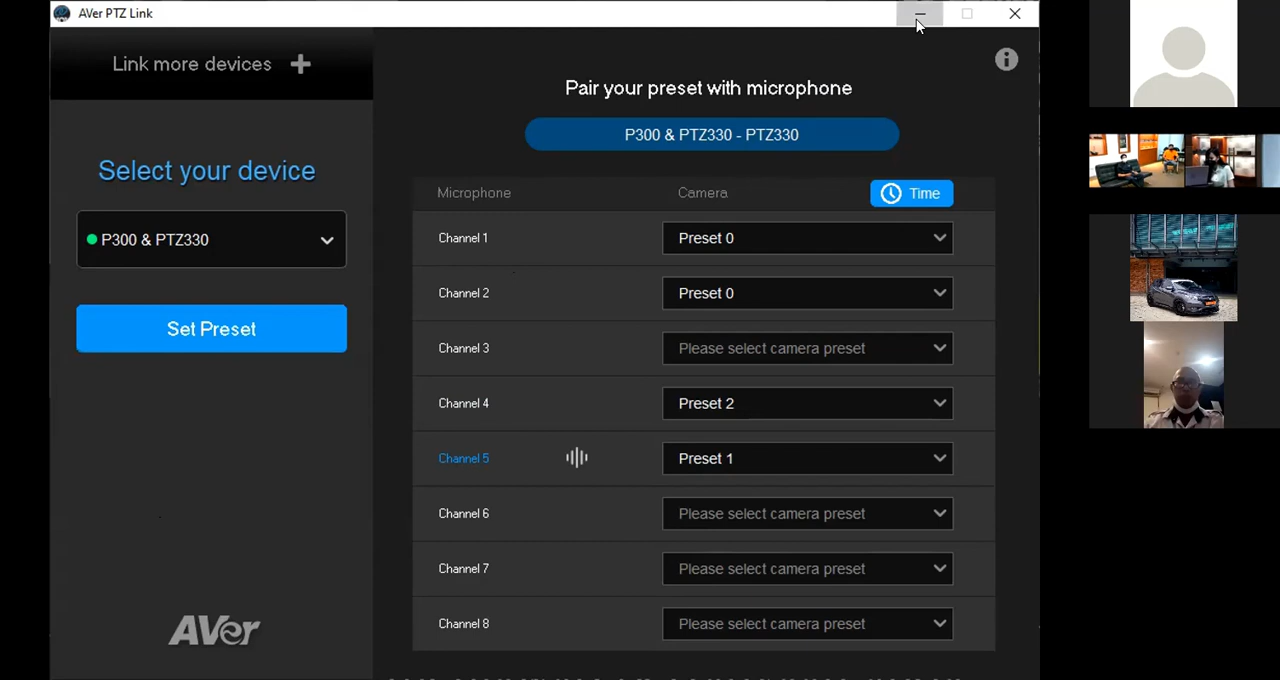 AVer PTZ Link
Link more devices
Pair your preset with microphone
P300 & PTZ330 - PTZ330
Select your device
P300 & PTZ330
Set Preset
Microphone Camera Time
Channel 1 Preset 0
Channel 2 Preset 0
Channel 3 Please select camera preset
Channel 4 Preset 2
Channel 5 Preset 1
Channel 6 Please select camera preset
Channel 7 Please select camera preset
Channel 8 Please select camera preset
AVer